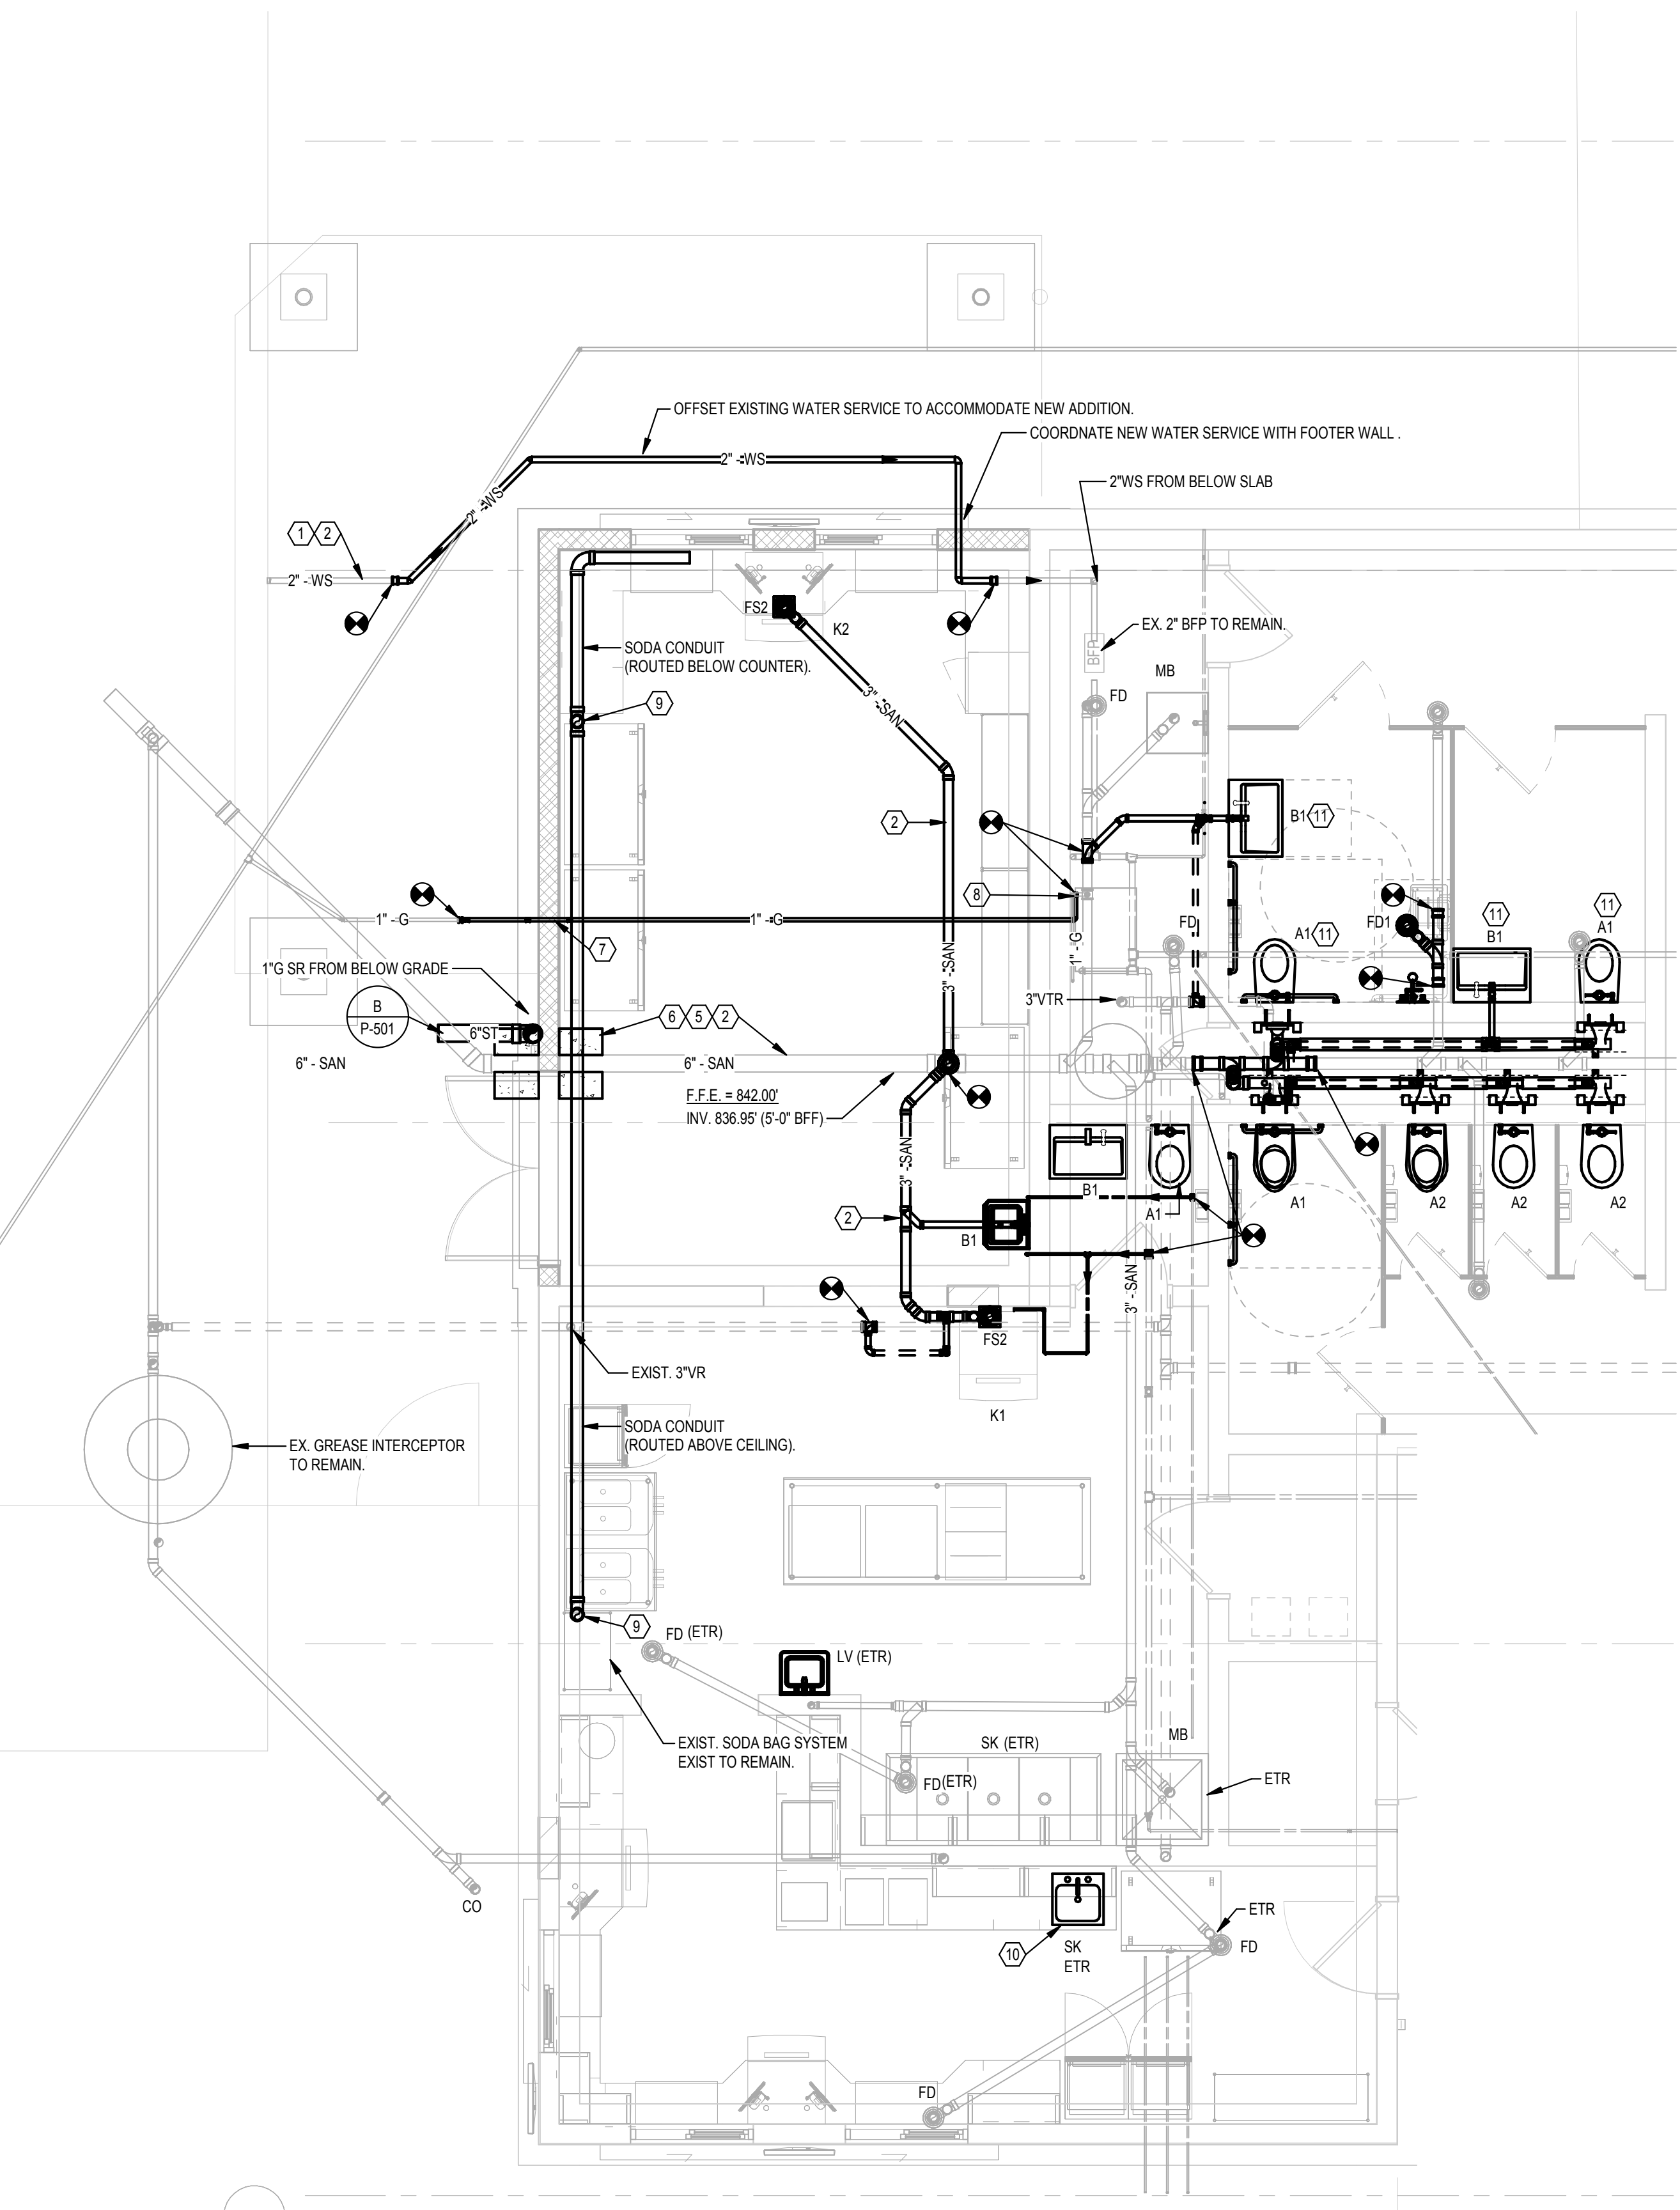 OFFSET EXISTING WATER SERVICE TO ACCOMMODATE NEW ADDITION.
COORDNATE NEW WATER SERVICE WITH FOOTER WALL .
2" - WS
2"WS FROM BELOW SLAB
2" - WS
1 2
2" - WS
FS2
K2
EX. 2" BFP TO REMAIN.
BFP
SODA CONDUIT
(ROUTED BELOW COUNTER).
MB
3" - SAN
FD
9
2
B1 11
8
1" - G
1" - G
7
FD
A1 11
FD1
11
B1
11
A1
1" - G
3" - SAN
1"G SR FROM BELOW GRADE
3"VTR
B
P-501
6"ST
6 5 2
6" - SAN
6" - SAN
F.F.E. = 842.00'
INV. 836.95' (5'-0" BFF)
3" - SAN
B1
A1
A1
A2
A2
A2
2
B1
3" - SAN
FS2
EXIST. 3"VR
K1
SODA CONDUIT
(ROUTED ABOVE CEILING).
EX. GREASE INTERCEPTOR
TO REMAIN.
9
FD (ETR)
LV (ETR)
EXIST. SODA BAG SYSTEM
EXIST TO REMAIN.
SK (ETR)
MB
FD (ETR)
ETR
CO
10
SK
ETR
ETR
FD
FD